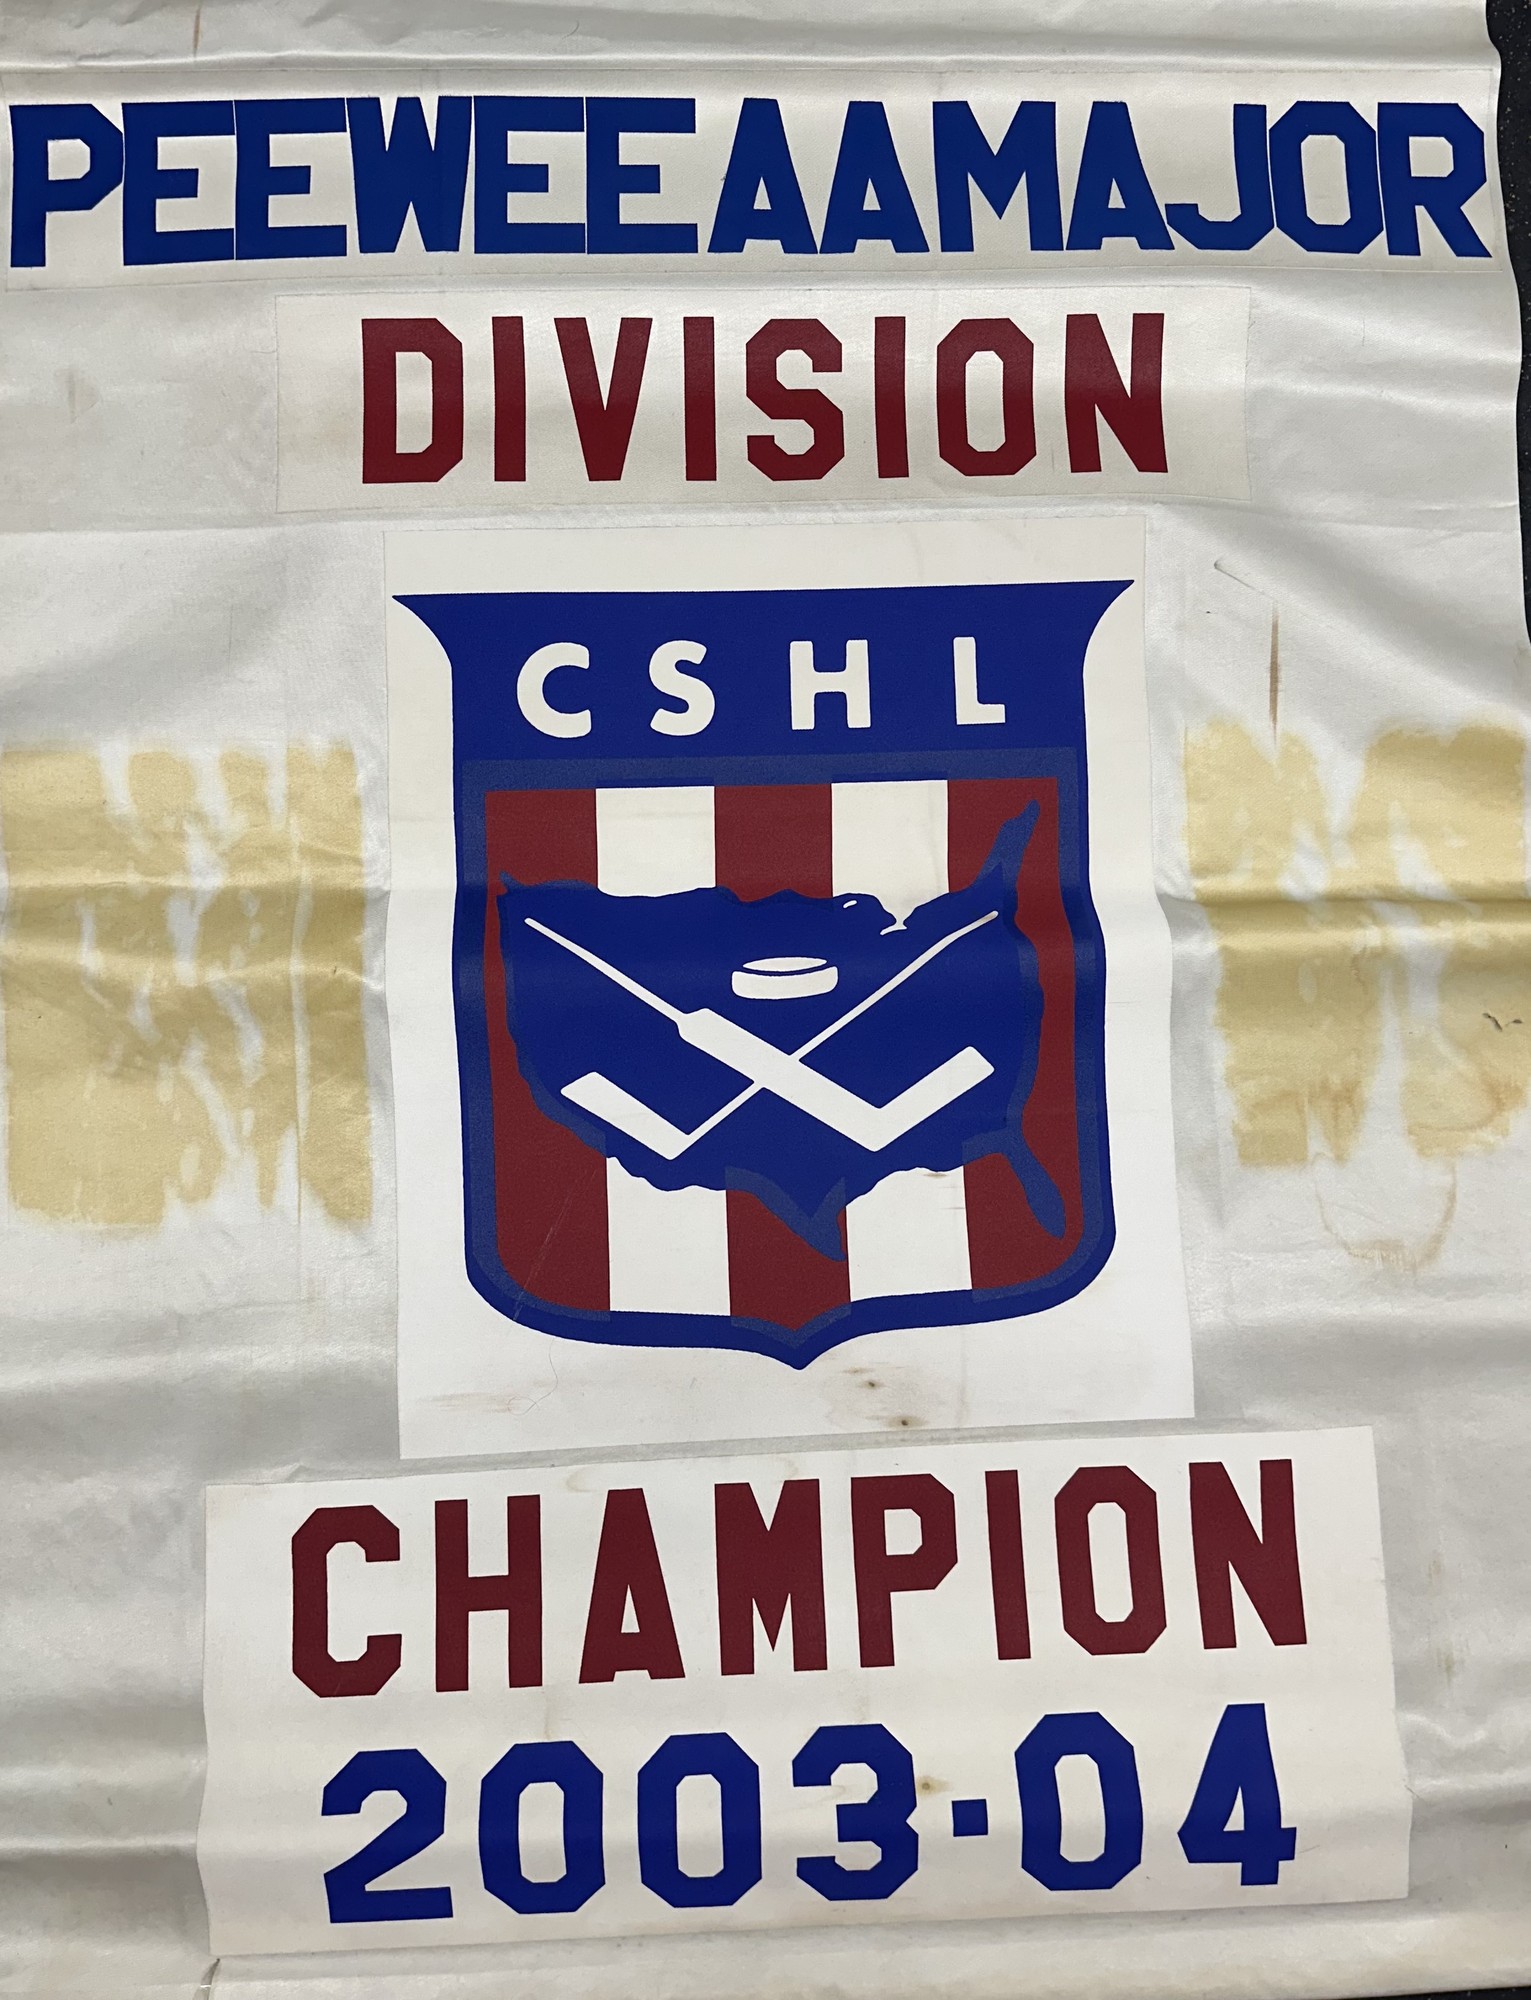 PEEWEE AA MAJOR
DIVISION
CSHL
CHAMPION
2003-04